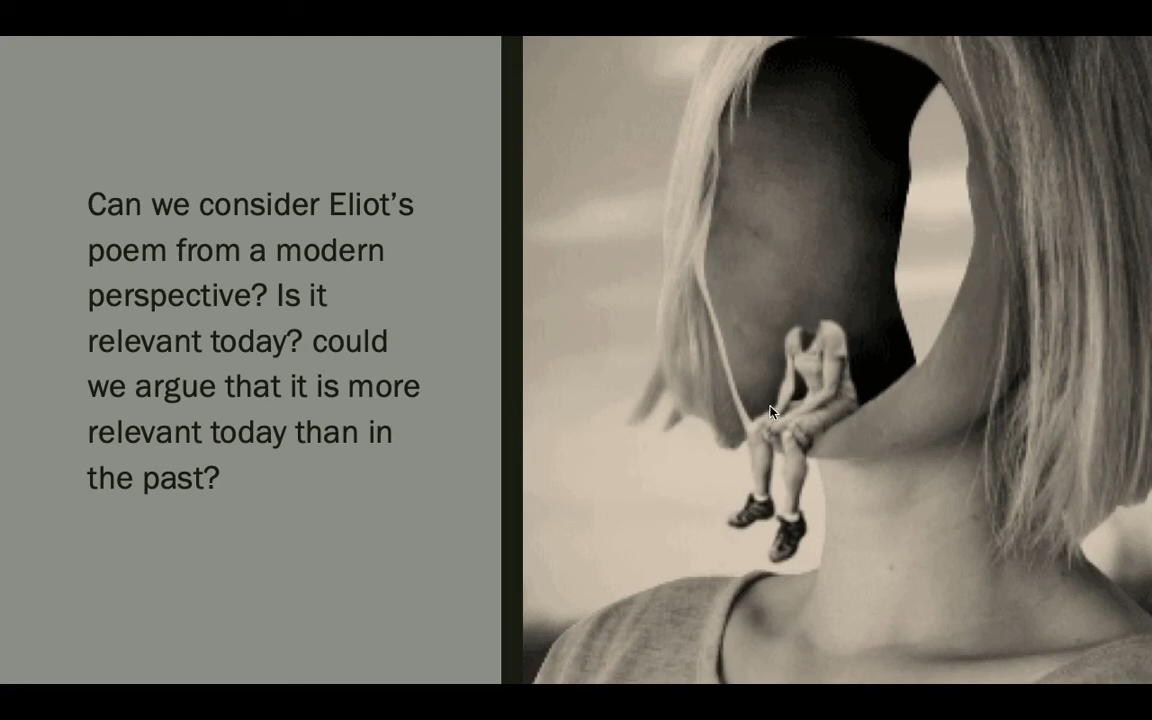 Can we consider Eliot’s
poem from a modern
perspective? Is it
relevant today? could
we argue that it is more
relevant today than in
the past?